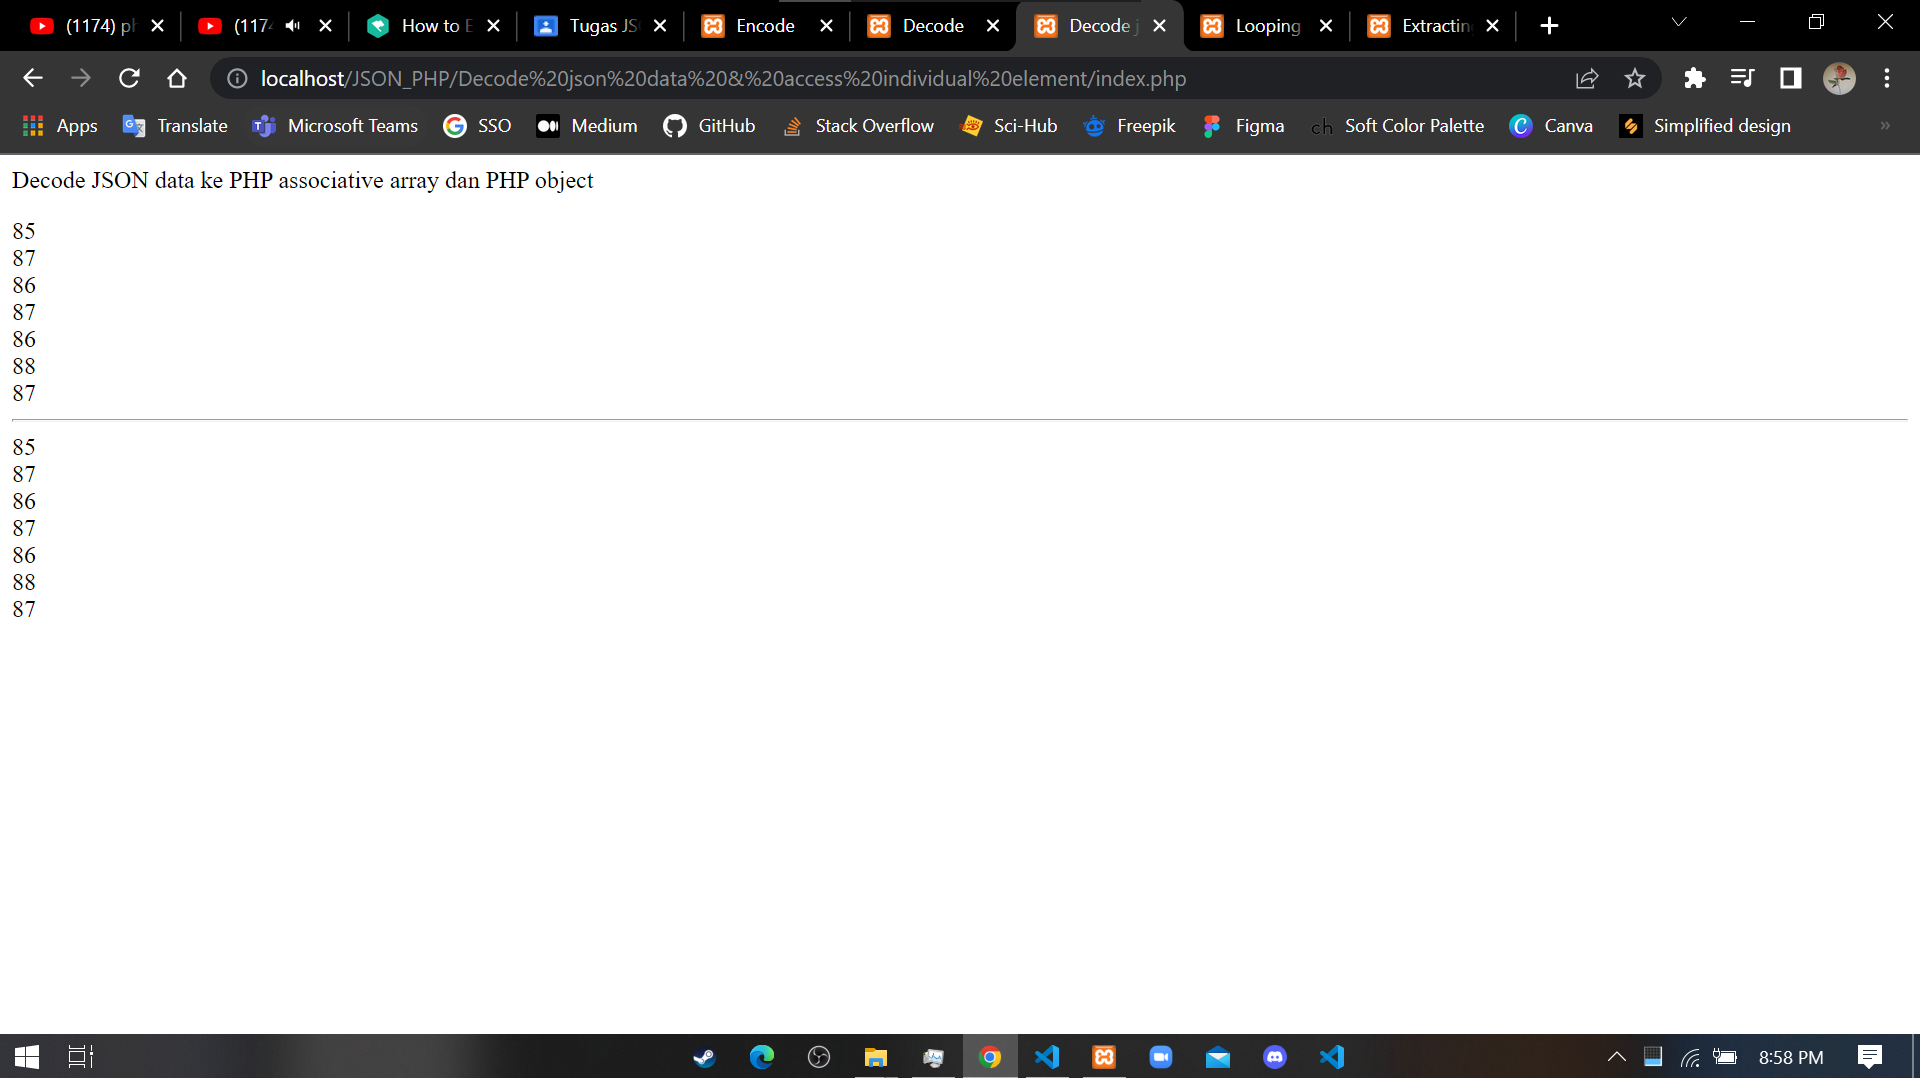 (1174) ph
(1174
How to E
Tugas JS
Encode
Decode
Decode j
Looping
Extractin
localhost/JSON_PHP/Decode%20json%20data%20&%20access%20individual%20element/index.php
Apps
Translate
Microsoft Teams
SSO
Medium
GitHub
Stack Overflow
Sci-Hub
Freepik
Figma
ch Soft Color Palette
Canva
Simplified design
»
Decode JSON data ke PHP associative array dan PHP object
85
87
86
87
86
88
87
85
87
86
87
86
88
87
8:58 PM